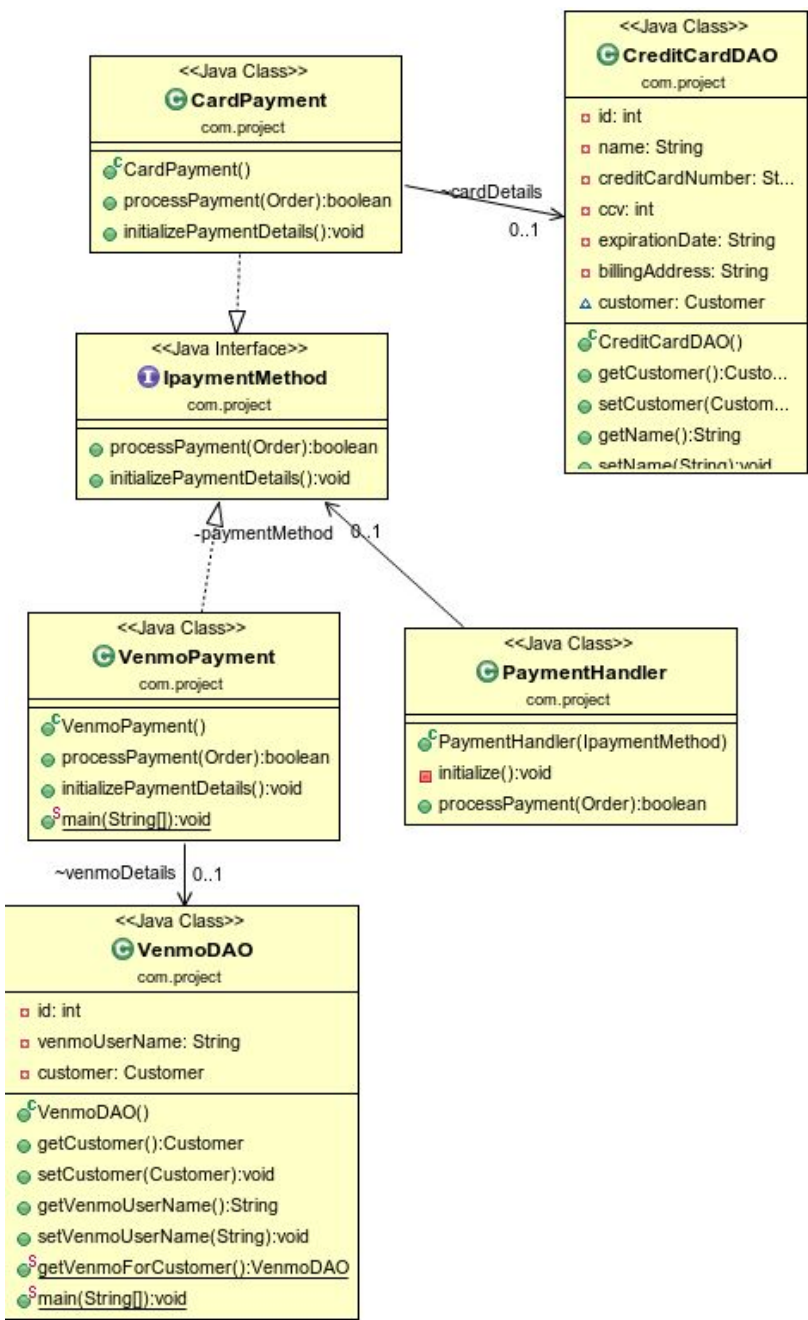 <<Java Class>>
CardPayment
com.project
CardPayment()
processPayment(Order):boolean
initializePaymentDetails():void
~cardDetails
0..1
<<Java Class>>
CreditCardDAO
com.project
id: int
name: String
creditCardNumber: St...
ccv: int
expirationDate: String
billingAddress: String
customer: Customer
CreditCardDAO()
getCustomer():Custo...
setCustomer(Custom...
getName():String
setName(String):void
<<Java Interface>>
IpaymentMethod
com.project
processPayment(Order):boolean
initializePaymentDetails():void
-paymentMethod 0..1
<<Java Class>>
VenmoPayment
com.project
VenmoPayment()
processPayment(Order):boolean
initializePaymentDetails():void
main(String[]):void
<<Java Class>>
PaymentHandler
com.project
PaymentHandler(IpaymentMethod)
initialize():void
processPayment(Order):boolean
~venmoDetails 0..1
<<Java Class>>
VenmoDAO
com.project
id: int
venmoUserName: String
customer: Customer
VenmoDAO()
getCustomer():Customer
setCustomer(Customer):void
getVenmoUserName():String
setVenmoUserName(String):void
getVenmoForCustomer():VenmoDAO
main(String[]):void